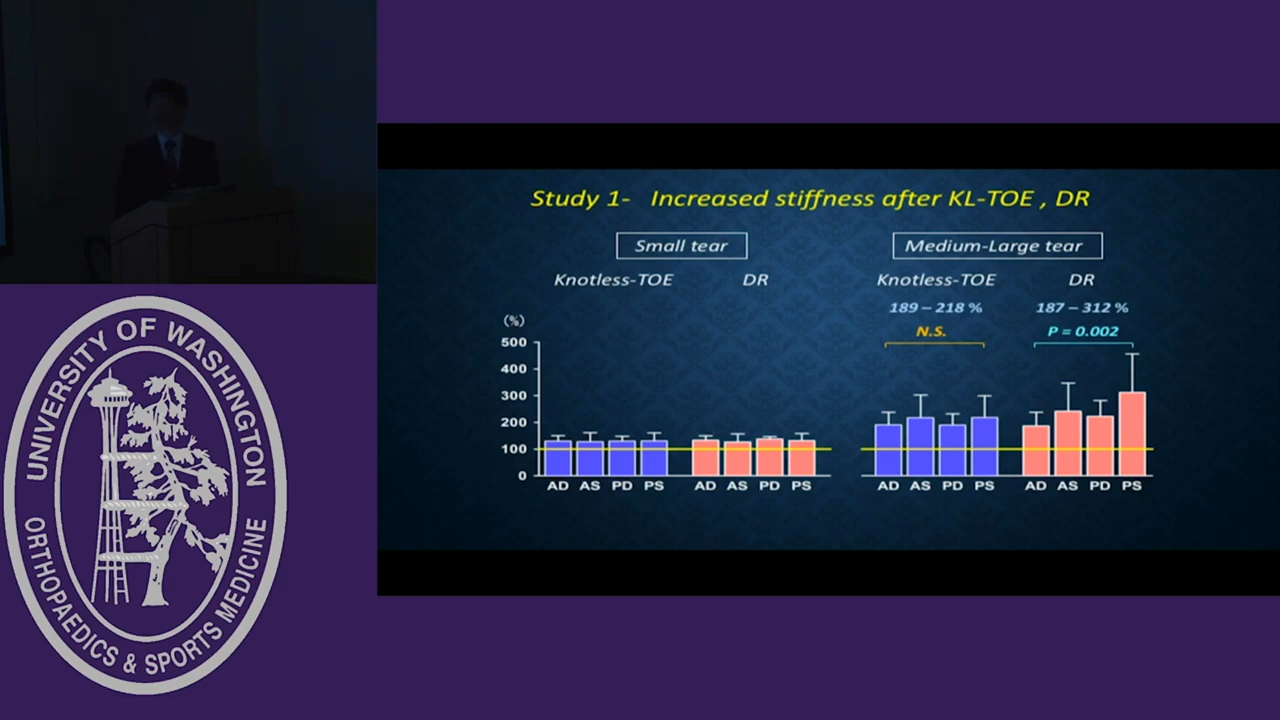 Study 1- Increased stiffness after KL-TOE , DR
Small tear
Medium-Large tear
Knotless-TOE DR
Knotless-TOE DR
189 – 218 % 187 – 312 %
N.S. P = 0.002
(%)
500
400
300
200
100
0
AD AS PD PS AD AS PD PS
AD AS PD PS AD AS PD PS
UNIVERSITY OF WASHINGTON
ORTHOPAEDICS & SPORTS MEDICINE